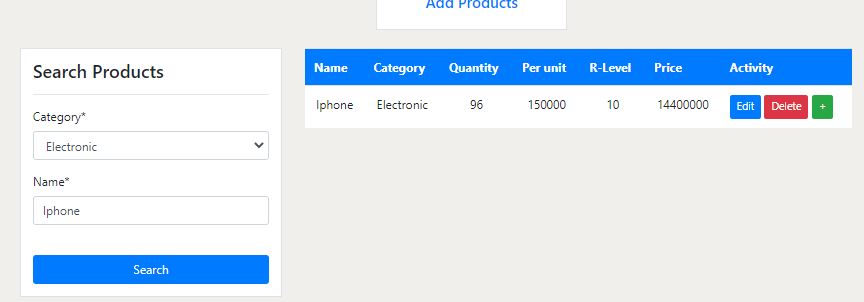 Add Products
Search Products
Category*
Electronic
Name*
Iphone
Search
Name Category Quantity Per unit R-Level Price Activity
Iphone Electronic 96 150000 10 14400000 Edit Delete +